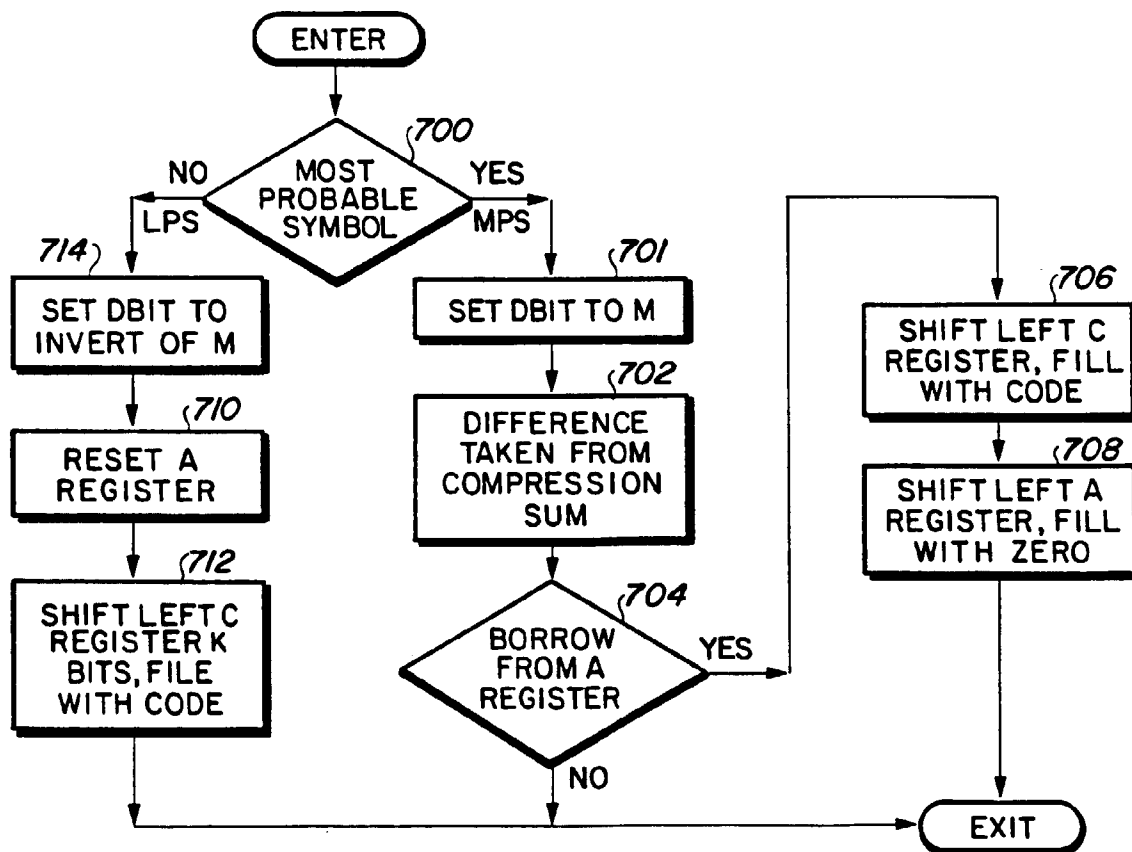 ENTER
700
MOST
PROBABLE
SYMBOL
NO
LPS
YES
MPS
714
SET DBIT TO
INVERT OF M
710
RESET A
REGISTER
712
SHIFT LEFT C
REGISTER K
BITS, FILE
WITH CODE
701
SET DBIT TO M
702
DIFFERENCE
TAKEN FROM
COMPRESSION
SUM
704
BORROW
FROM A
REGISTER
YES
NO
706
SHIFT LEFT C
REGISTER, FILL
WITH CODE
708
SHIFT LEFT A
REGISTER, FILL
WITH ZERO
EXIT